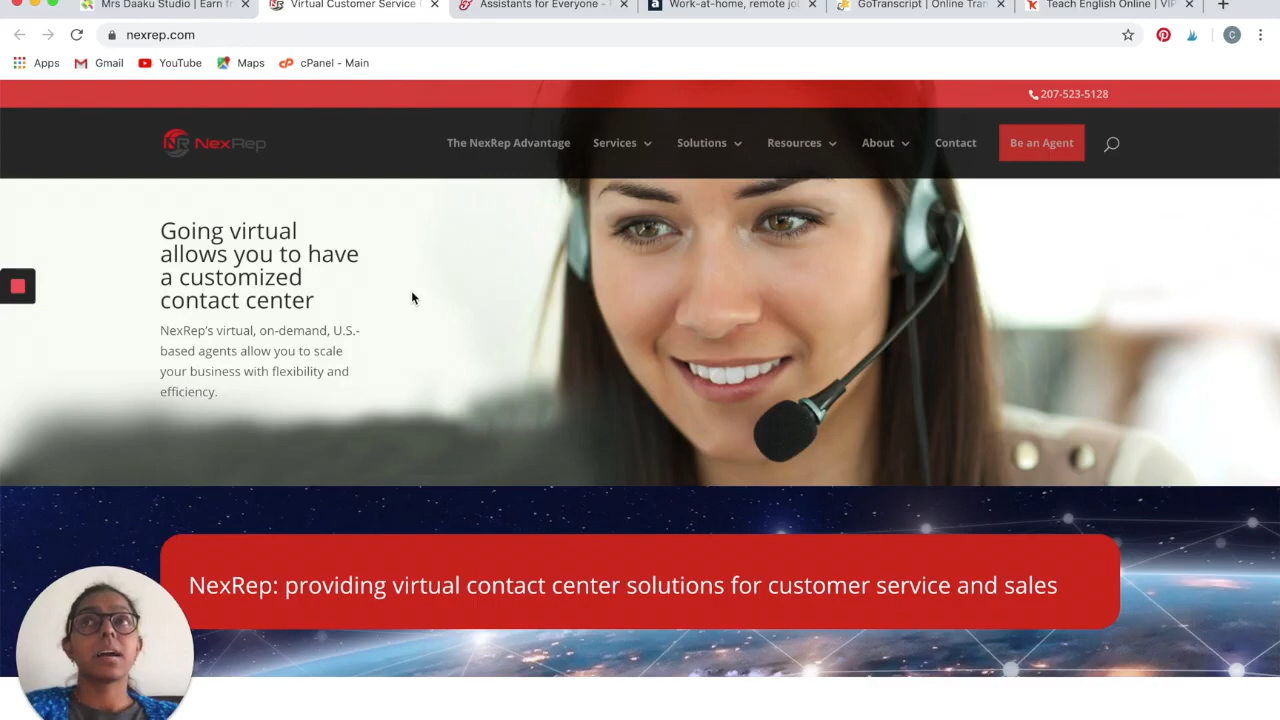 Mrs Daaku Studio | Earn fr
Virtual Customer Service
Assistants for Everyone -
Work-at-home, remote jo
GoTranscript | Online Tran
Teach English Online | VIP
nexrep.com
C
Apps
Gmail
YouTube
Maps
cPanel - Main
207-523-5128
NexRep
The NexRep Advantage
Services
Solutions
Resources
About
Contact
Be an Agent
Going virtual
allows you to have
a customized
contact center
NexRep's virtual, on-demand, U.S.-
based agents allow you to scale
your business with flexibility and
efficiency.
NexRep: providing virtual contact center solutions for customer service and sales